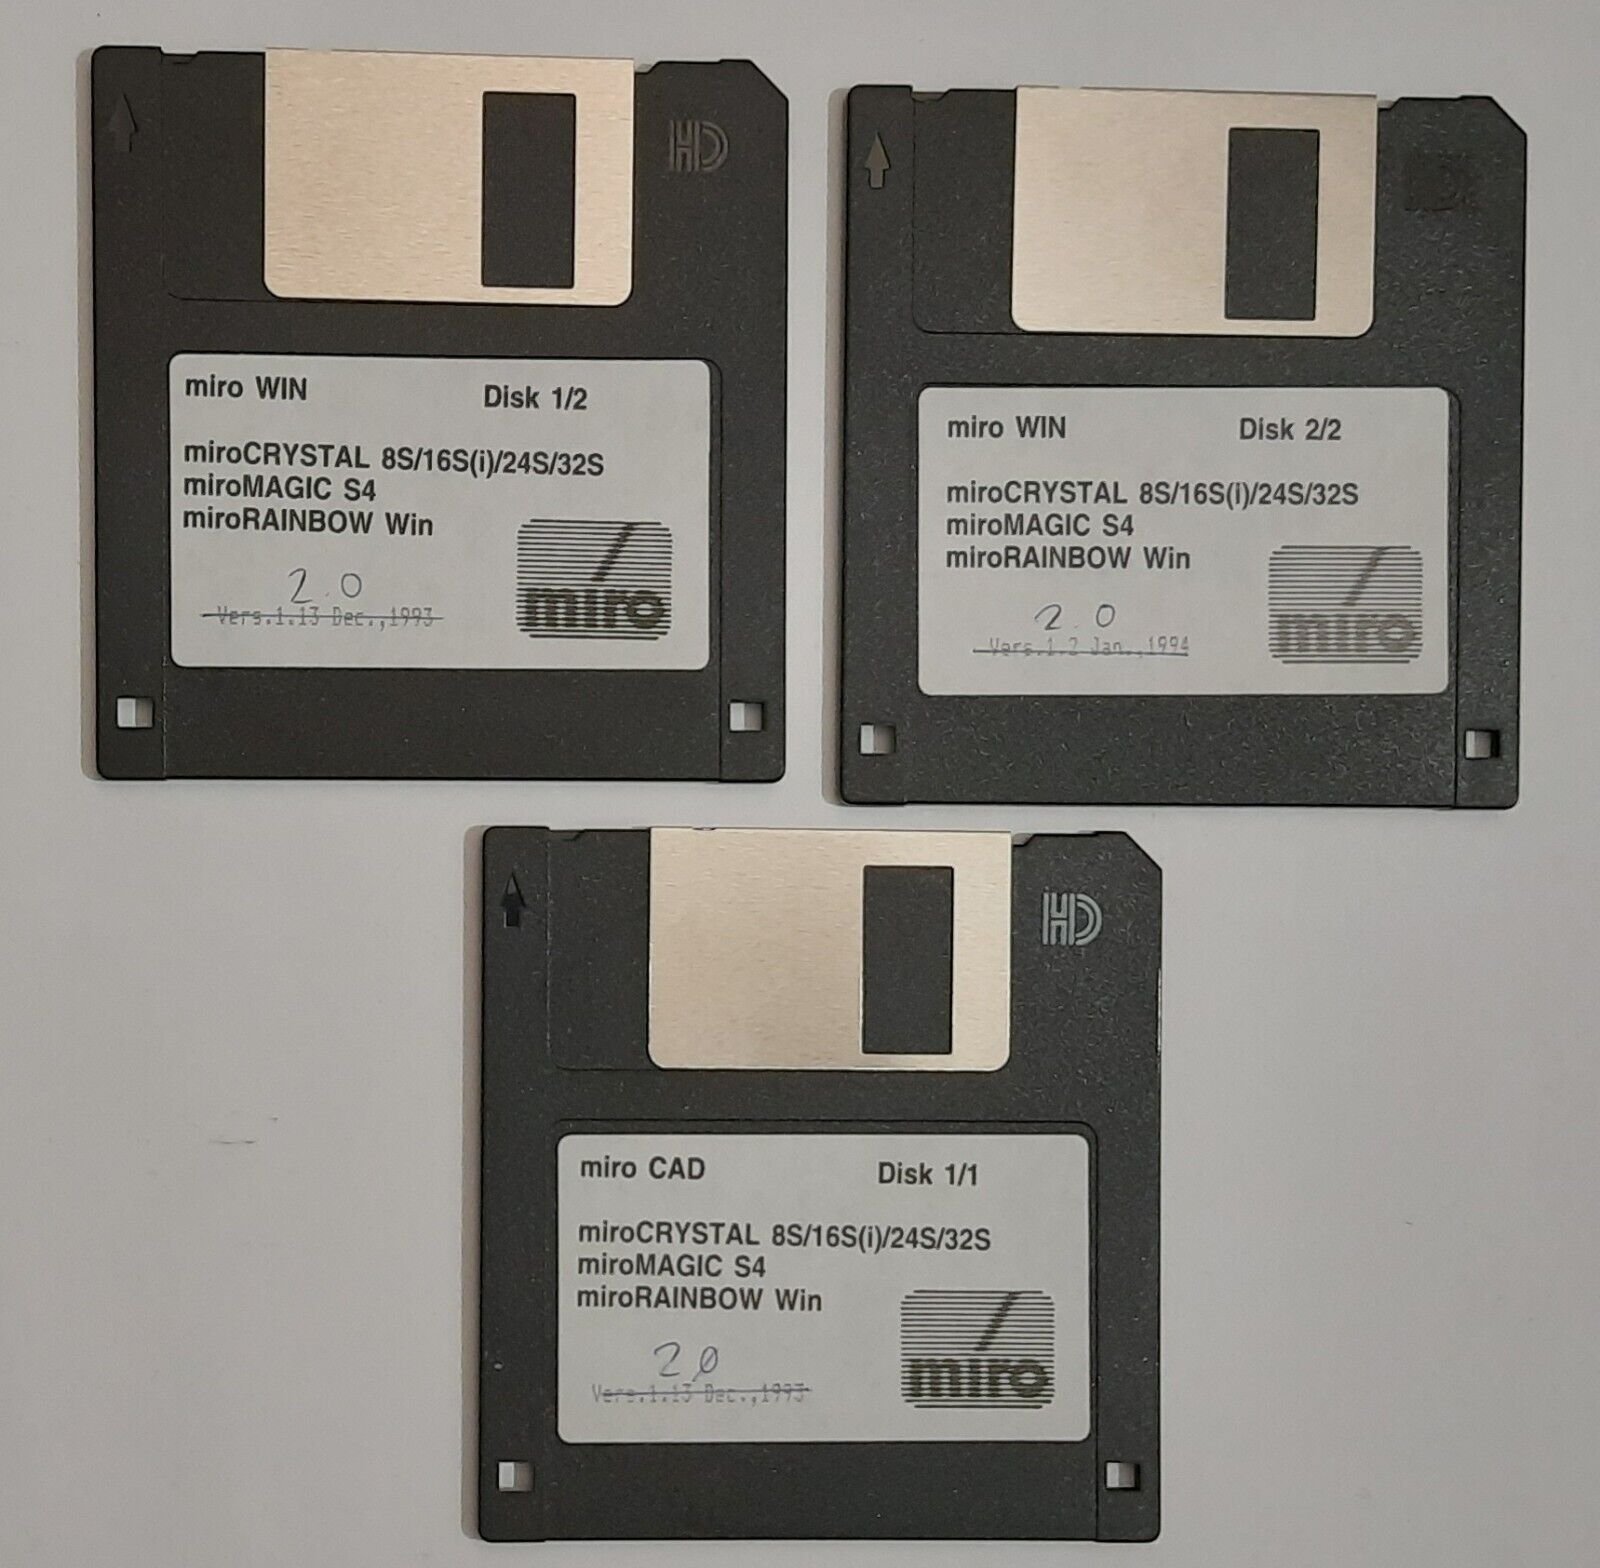 HD
miro WIN Disk 1/2
miroCRYSTAL 8S/16S(i)/24S/32S
miroMAGIC S4
miroRAINBOW Win
2.0
Vers.1.13 Dec.,1993
miro
HD
miro WIN Disk 2/2
miroCRYSTAL 8S/16S(i)/24S/32S
miroMAGIC S4
miroRAINBOW Win
2.0
Vers.1.2 Jan.,1994
miro
HD
miro CAD Disk 1/1
miroCRYSTAL 8S/16S(i)/24S/32S
miroMAGIC S4
miroRAINBOW Win
2.0
Vers.1.13 Dec.,1993
miro